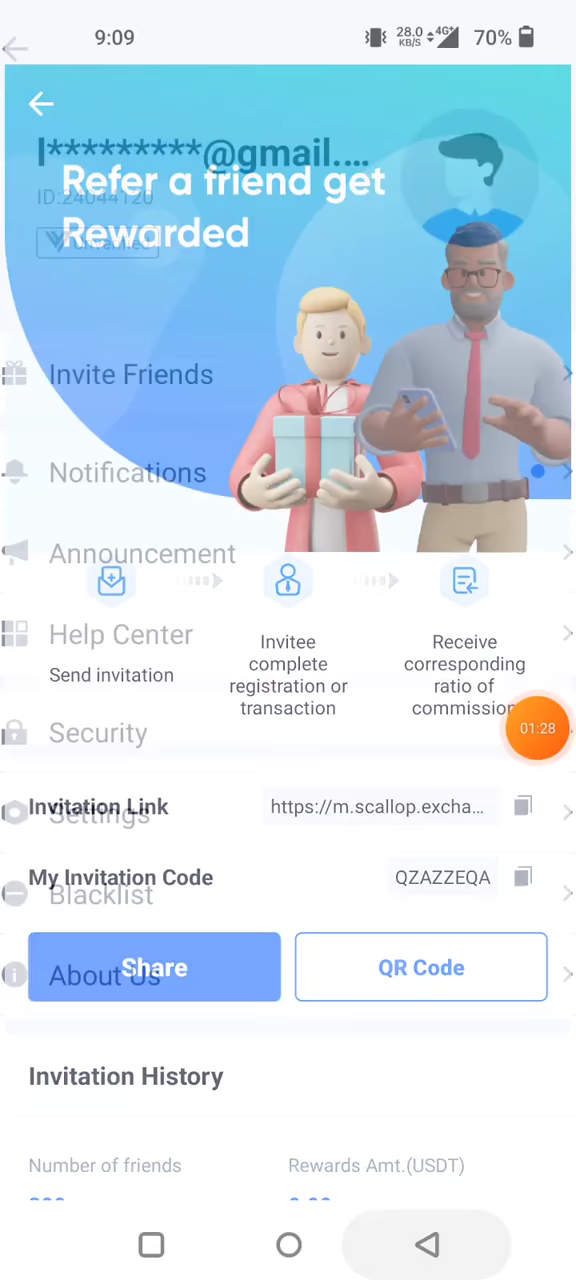 9:09
28.0
KB/S
4G+
70%
l*********@gmail.…
Refer a friend get
ID:24044120
Rewarded
Unverified
Invite Friends
Notifications
Announcement
Help Center
Send invitation
Invitee
complete
registration or
transaction
Receive
corresponding
ratio of
commission
01:28
Security
Invitation Link
https://m.scallop.excha...
Settings
My Invitation Code
QZAZZEQA
Blacklist
Share
About Us
QR Code
Invitation History
Number of friends
Rewards Amt.(USDT)